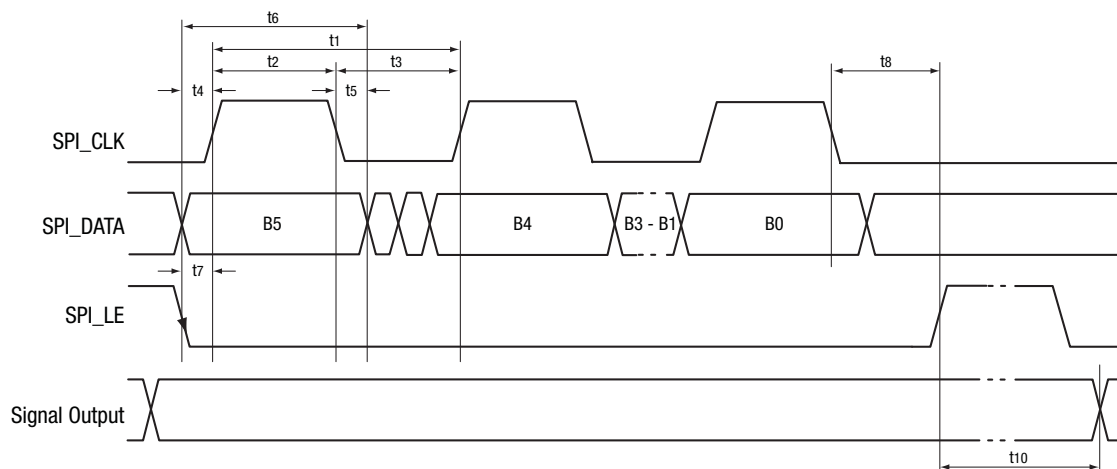 t6
t1
t2 t3 t8
t4 t5
SPI_CLK
SPI_DATA B5 B4 B3 - B1 B0
t7
SPI_LE
Signal Output
t10